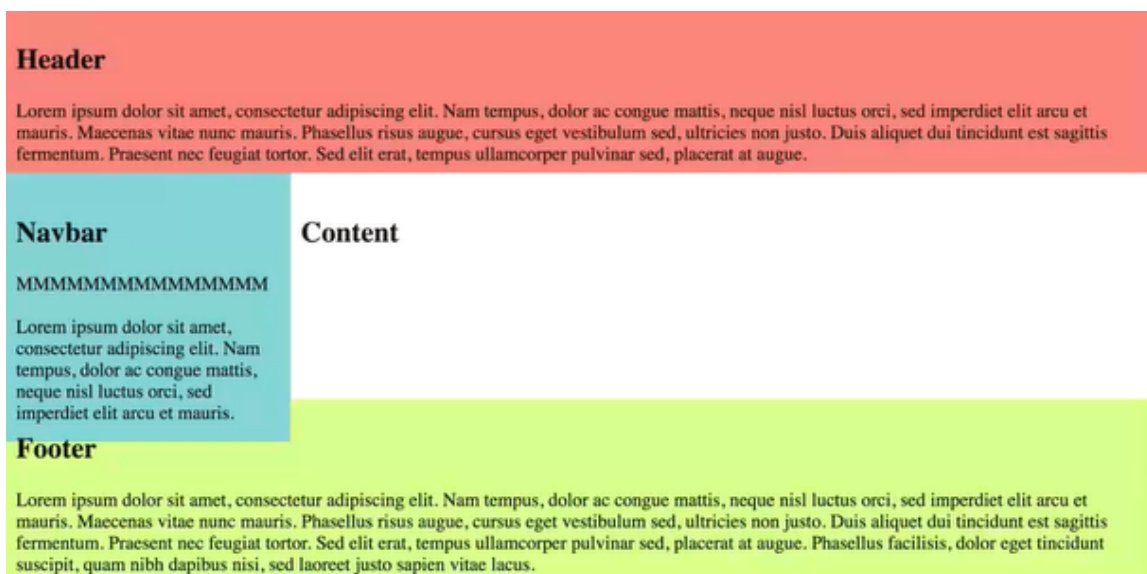 Header
Lorem ipsum dolor sit amet, consectetur adipiscing elit. Nam tempus, dolor ac congue mattis, neque nisl luctus orci, sed imperdiet elit arcu et
mauris. Maecenas vitae nunc mauris. Phasellus risus augue, cursus eget vestibulum sed, ultricies non justo. Duis aliquet dui tincidunt est sagittis
fermentum. Praesent nec feugiat tortor. Sed elit erat, tempus ullamcorper pulvinar sed, placerat at augue.
Navbar
MMMMMMMMMMMMMMM
Lorem ipsum dolor sit amet,
consectetur adipiscing elit. Nam
tempus, dolor ac congue mattis,
neque nisl luctus orci, sed
imperdiet elit arcu et mauris.
Content
Footer
Lorem ipsum dolor sit amet, consectetur adipiscing elit. Nam tempus, dolor ac congue mattis, neque nisl luctus orci, sed imperdiet elit arcu et
mauris. Maecenas vitae nunc mauris. Phasellus risus augue, cursus eget vestibulum sed, ultricies non justo. Duis aliquet dui tincidunt est sagittis
fermentum. Praesent nec feugiat tortor. Sed elit erat, tempus ullamcorper pulvinar sed, placerat at augue. Phasellus facilisis, dolor eget tincidunt
suscipit, quam nibh dapibus nisi, sed laoreet justo sapien vitae lacus.